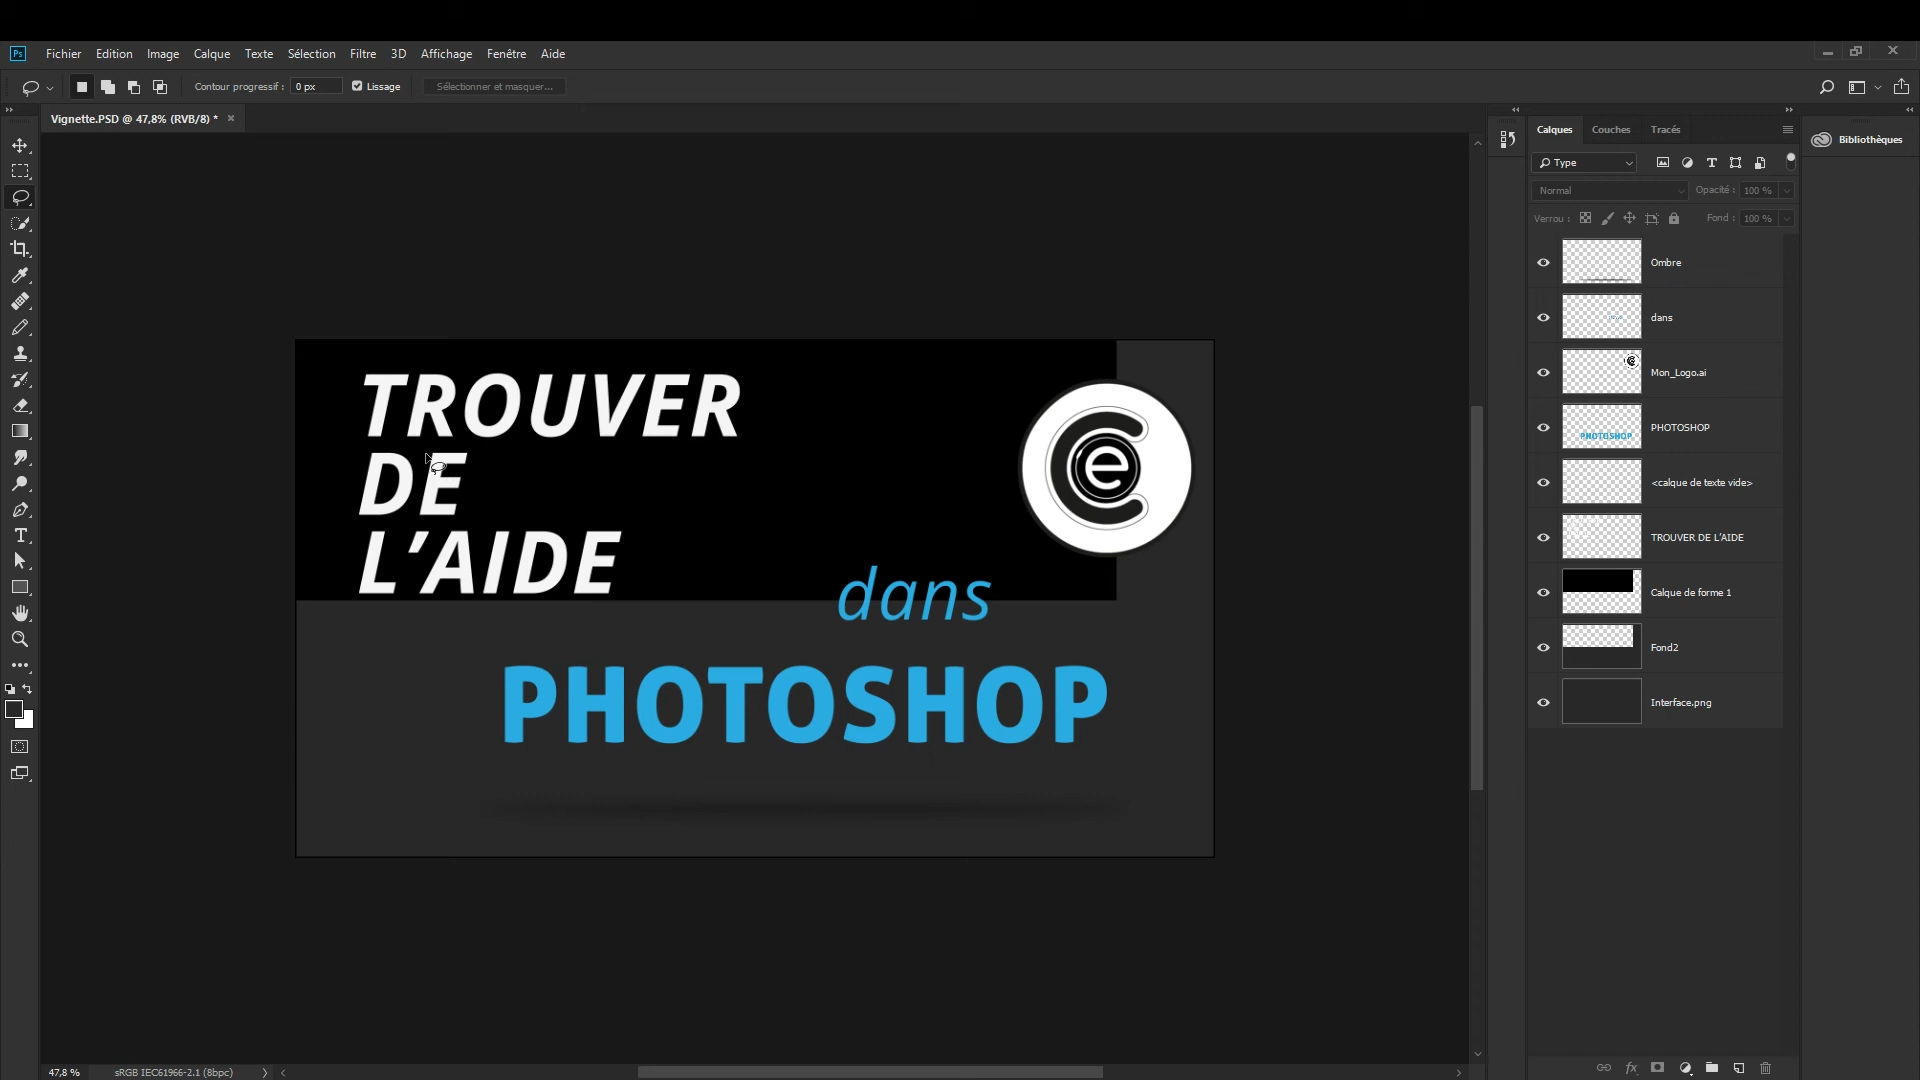 Ps Fichier Edition Image Calque Texte Sélection Filtre 3D Affichage Fenêtre Aide
Contour progressif : 0 px Lissage Sélectionner et masquer...
Vignette.PSD @ 47,8% (RVB/8) *
Calques Couches Tracés
Bibliothèques
Type
Normal Opacité : 100 %
Verrou : Fond : 100 %
Ombre
dans
Mon_Logo.ai
PHOTOSHOP
<calque de texte vide>
TROUVER DE L’AIDE
Calque de forme 1
Fond2
Interface.png
TROUVER
DE
L’AIDE
Ce
dans
PHOTOSHOP
47,8 % sRGB IEC61966-2.1 (8bpc)